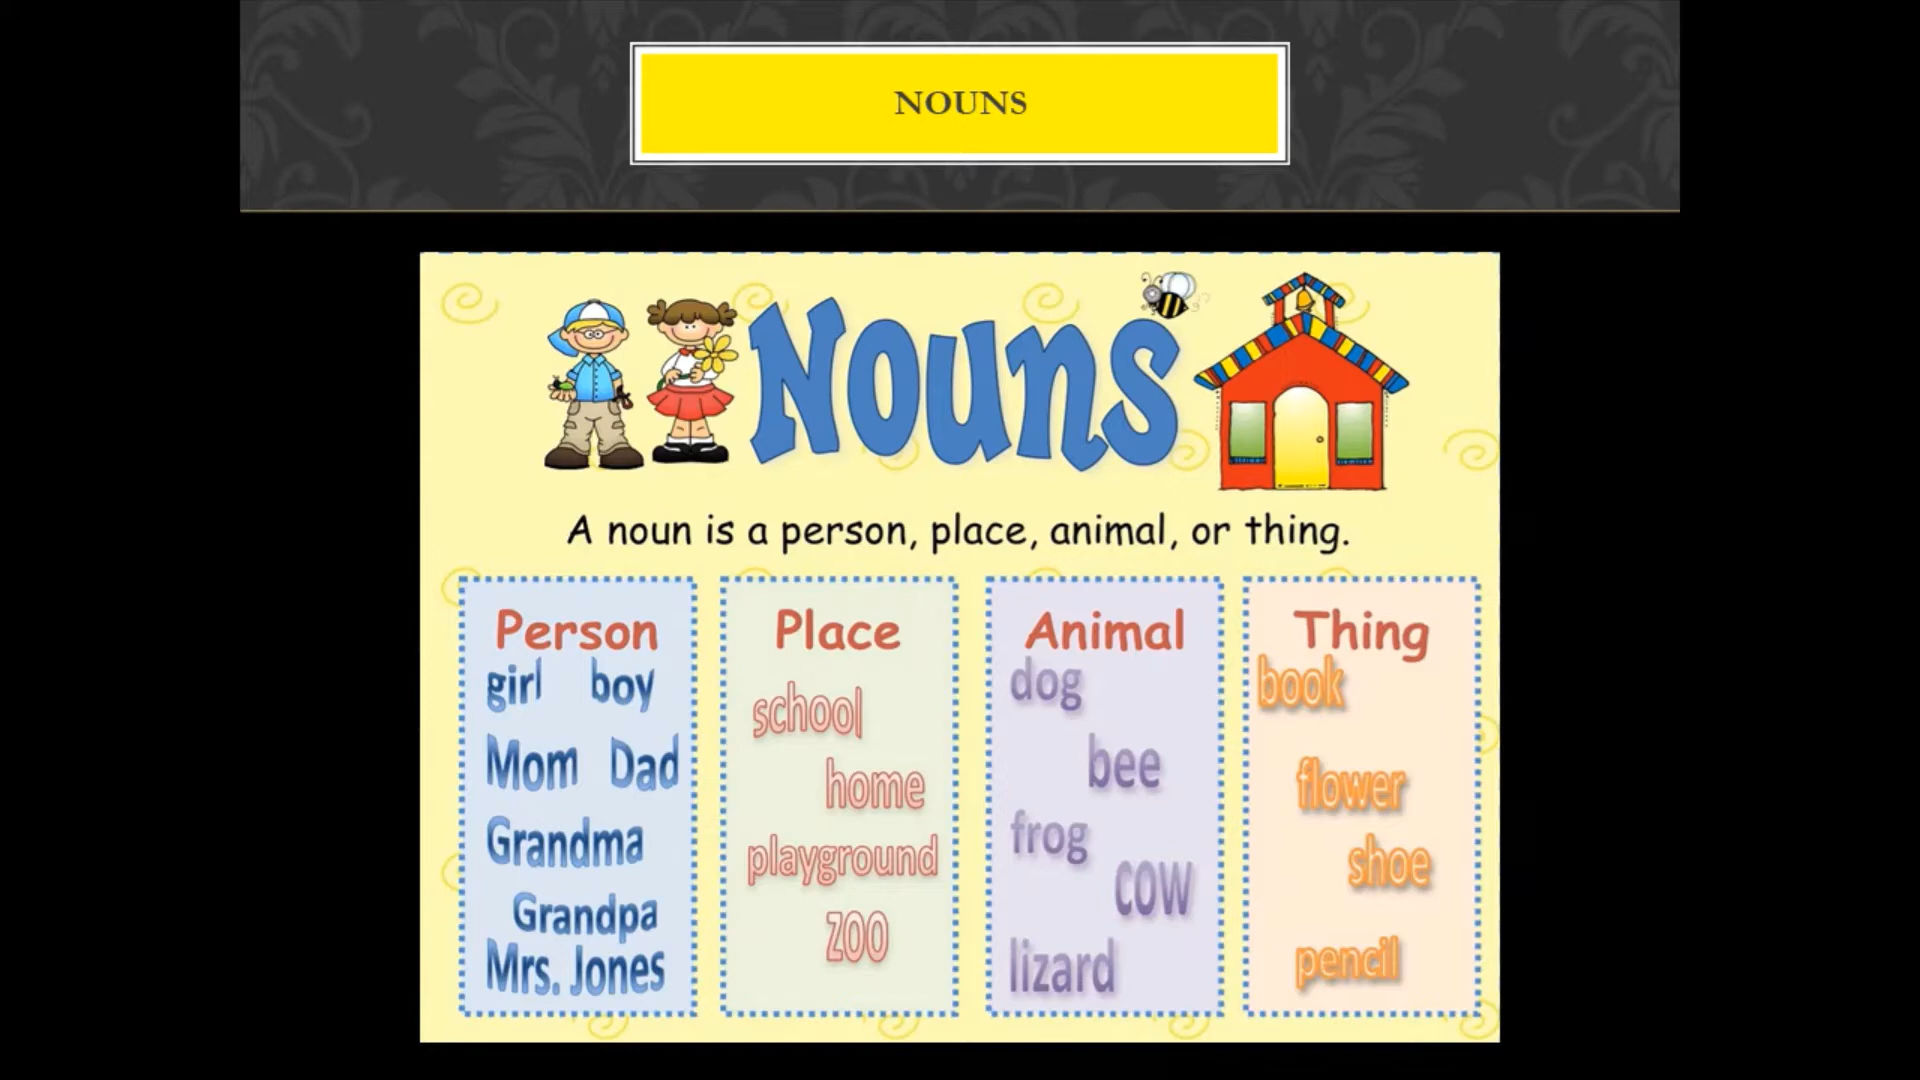 NOUNS
Nouns
A noun is a person, place, animal, or thing.
Person
girl boy
Mom Dad
Grandma
Grandpa
Mrs. Jones
Place
school
home
playground
zoo
Animal
dog
bee
frog
cow
lizard
Thing
book
flower
shoe
pencil